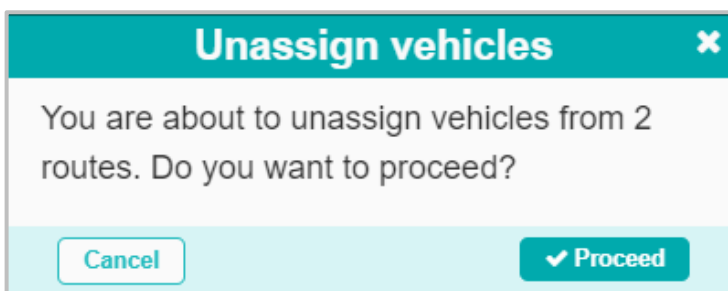 Unassign vehicles
You are about to unassign vehicles from 2
routes. Do you want to proceed?
Cancel
Proceed